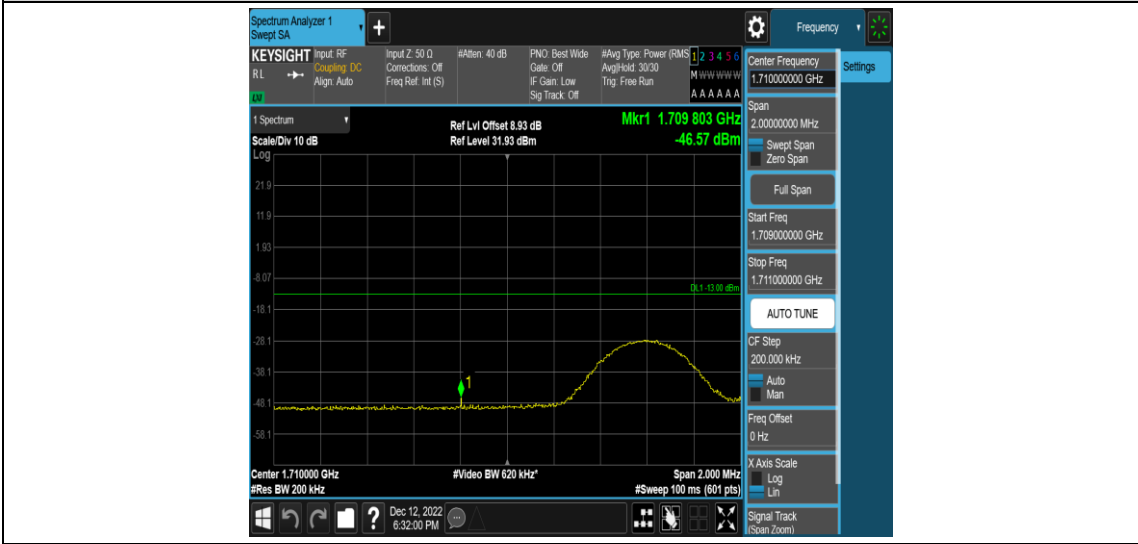 Spectrum Analyzer 1
Swept SA
+
Frequency
KEYSIGHT
RL
Input: RF
Coupling: DC
Align: Auto
Input Z: 50 Ω
Corrections: Off
Freq Ref: Int (S)
#Atten: 40 dB
PNO: Best Wide
Gate: Off
IF Gain: Low
Sig Track: Off
#Avg Type: Power (RMS
Avg|Hold: 30/30
Trig: Free Run
1 2 3 4 5 6
M W W W W W
A A A A A A
1 Spectrum
Scale/Div 10 dB
Log
Ref Lvl Offset 8.93 dB
Ref Level 31.93 dBm
Mkr1 1.709 803 GHz
-46.57 dBm
21.9
11.9
1.93
-8.07
DL1 -13.00 dBm
-18.1
-28.1
-38.1
1
-48.1
-58.1
Center 1.710000 GHz
#Res BW 200 kHz
#Video BW 620 kHz*
Span 2.000 MHz
#Sweep 100 ms (601 pts)
?
Dec 12, 2022
6:32:00 PM
Center Frequency
1.710000000 GHz
Settings
Span
2.00000000 MHz
Swept Span
Zero Span
Full Span
Start Freq
1.709000000 GHz
Stop Freq
1.711000000 GHz
AUTO TUNE
CF Step
200.000 kHz
Auto
Man
Freq Offset
0 Hz
X Axis Scale
Log
Lin
Signal Track
(Span Zoom)